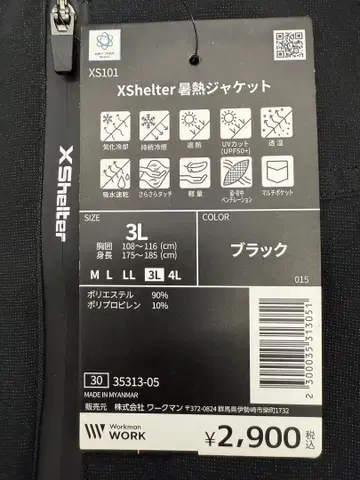 XS101
XShelter 暑熱ジャケット
気化冷却
持続冷感
遮熱
UVカット
(UPF50+)
透湿
吸水速乾
さらさらタッチ
軽量
ベンチレーション
マルチポケット
SIZE
3L
胸囲 108〜116 (cm)
身長 175〜185 (cm)
M L LL 3L 4L
COLOR
ブラック
015
ポリエステル 90%
ポリプロピレン 10%
30 35313-05
MADE IN MYANMAR
販売元 株式会社 ワークマン 〒372-0824 群馬県伊勢崎市柴町1732
2300035313051
Workman
WORK
¥2,900税込
XShelter